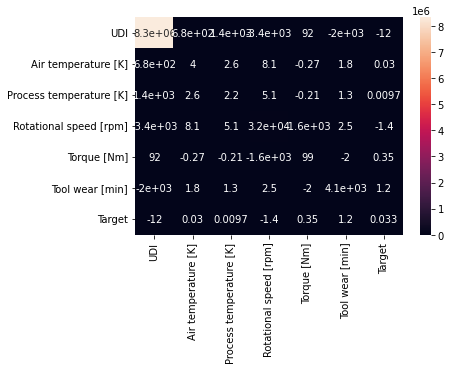 1e6
UDI 8.3e+06 6.8e+02 1.4e+03 -3.4e+03 92 -2e+03 -12
Air temperature [K] 6.8e+02 4 2.6 8.1 -0.27 1.8 0.03
Process temperature [K] 1.4e+03 2.6 2.2 5.1 -0.21 1.3 0.0097
Rotational speed [rpm] -3.4e+03 8.1 5.1 3.2e+04 -1.6e+03 2.5 -1.4
Torque [Nm] 92 -0.27 -0.21 -1.6e+03 99 -2 0.35
Tool wear [min] -2e+03 1.8 1.3 2.5 -2 4.1e+03 1.2
Target -12 0.03 0.0097 -1.4 0.35 1.2 0.033
UDI
Air temperature [K]
Process temperature [K]
Rotational speed [rpm]
Torque [Nm]
Tool wear [min]
Target
8
7
6
5
4
3
2
1
0